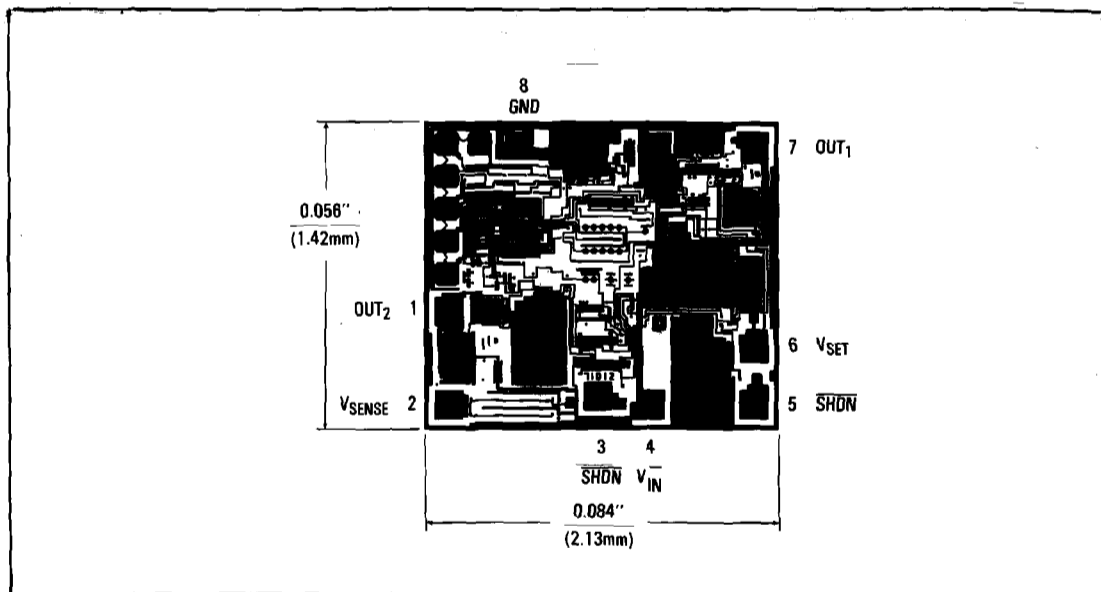 8
GND
7 OUT1
0.056"
(1.42mm)
OUT2 1
6 VSET
VSENSE 2
5 SHDN
3 4
SHDN VIN
0.084"
(2.13mm)